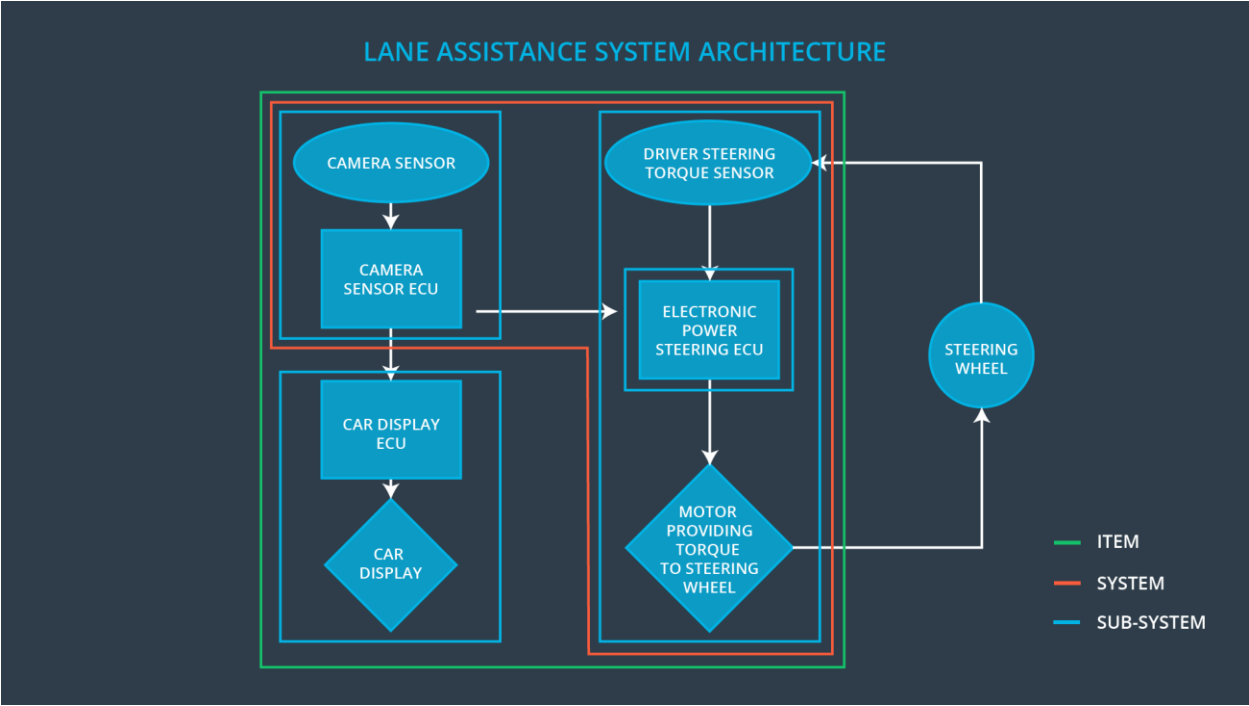 LANE ASSISTANCE SYSTEM ARCHITECTURE
CAMERA SENSOR
CAMERA
SENSOR ECU
CAR DISPLAY
ECU
CAR
DISPLAY
DRIVER STEERING
TORQUE SENSOR
ELECTRONIC
POWER
STEERING ECU
MOTOR
PROVIDING
TORQUE
TO STEERING
WHEEL
STEERING
WHEEL
ITEM
SYSTEM
SUB-SYSTEM